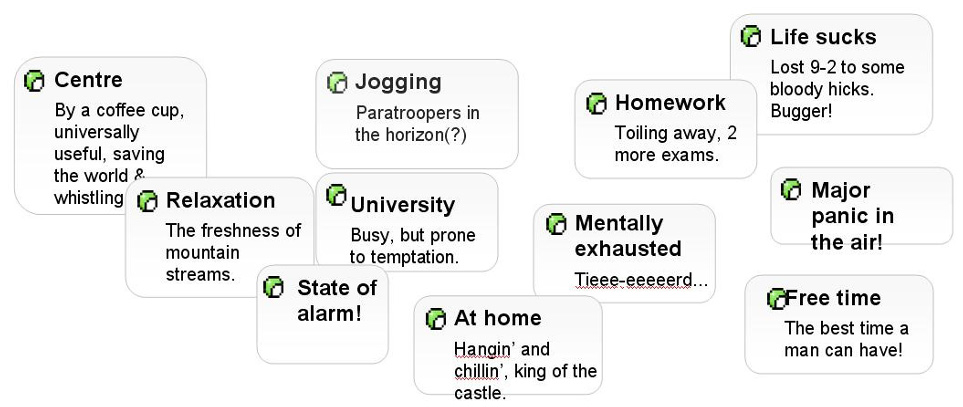 Centre
By a coffee cup,
universally
useful, saving
the world &
whistling
Relaxation
The freshness of
mountain
streams.
Jogging
Paratroopers in
the horizon(?)
University
Busy, but prone
to temptation.
State of
alarm!
At home
Hangin’ and
chillin’, king of the
castle.
Mentally
exhausted
Tieee-eeeeerd...
Homework
Toiling away, 2
more exams.
Life sucks
Lost 9-2 to some
bloody hicks.
Bugger!
Major
panic in
the air!
Free time
The best time a
man can have!